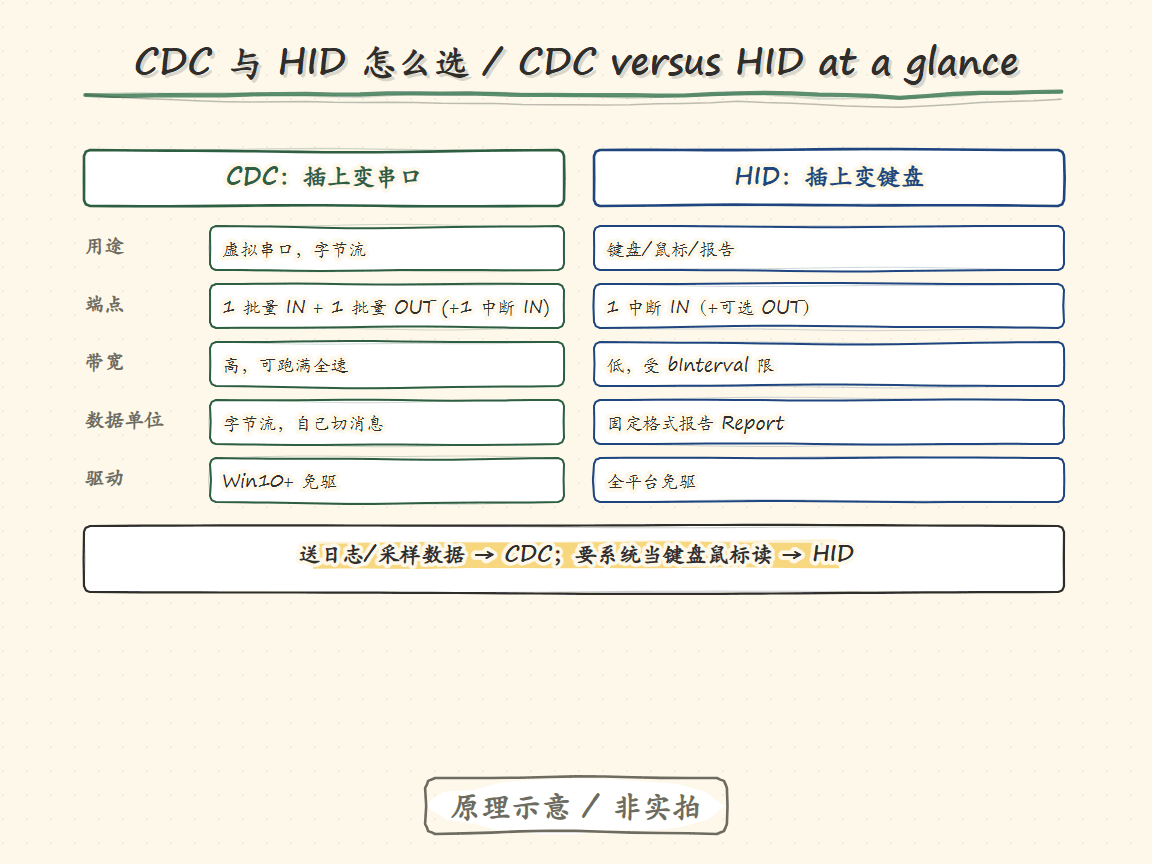 CDC 与 HID 怎么选 / CDC versus HID at a glance
CDC：插上变串口
HID：插上变键盘
用途
虚拟串口，字节流
键盘/鼠标/报告
端点
1 批量 IN + 1 批量 OUT (+1 中断 IN)
1 中断 IN（+可选 OUT）
带宽
高，可跑满全速
低，受 bInterval 限
数据单位
字节流，自己切消息
固定格式报告 Report
驱动
Win10+ 免驱
全平台免驱
送日志/采样数据 → CDC；要系统当键盘鼠标读 → HID
原理示意 / 非实拍